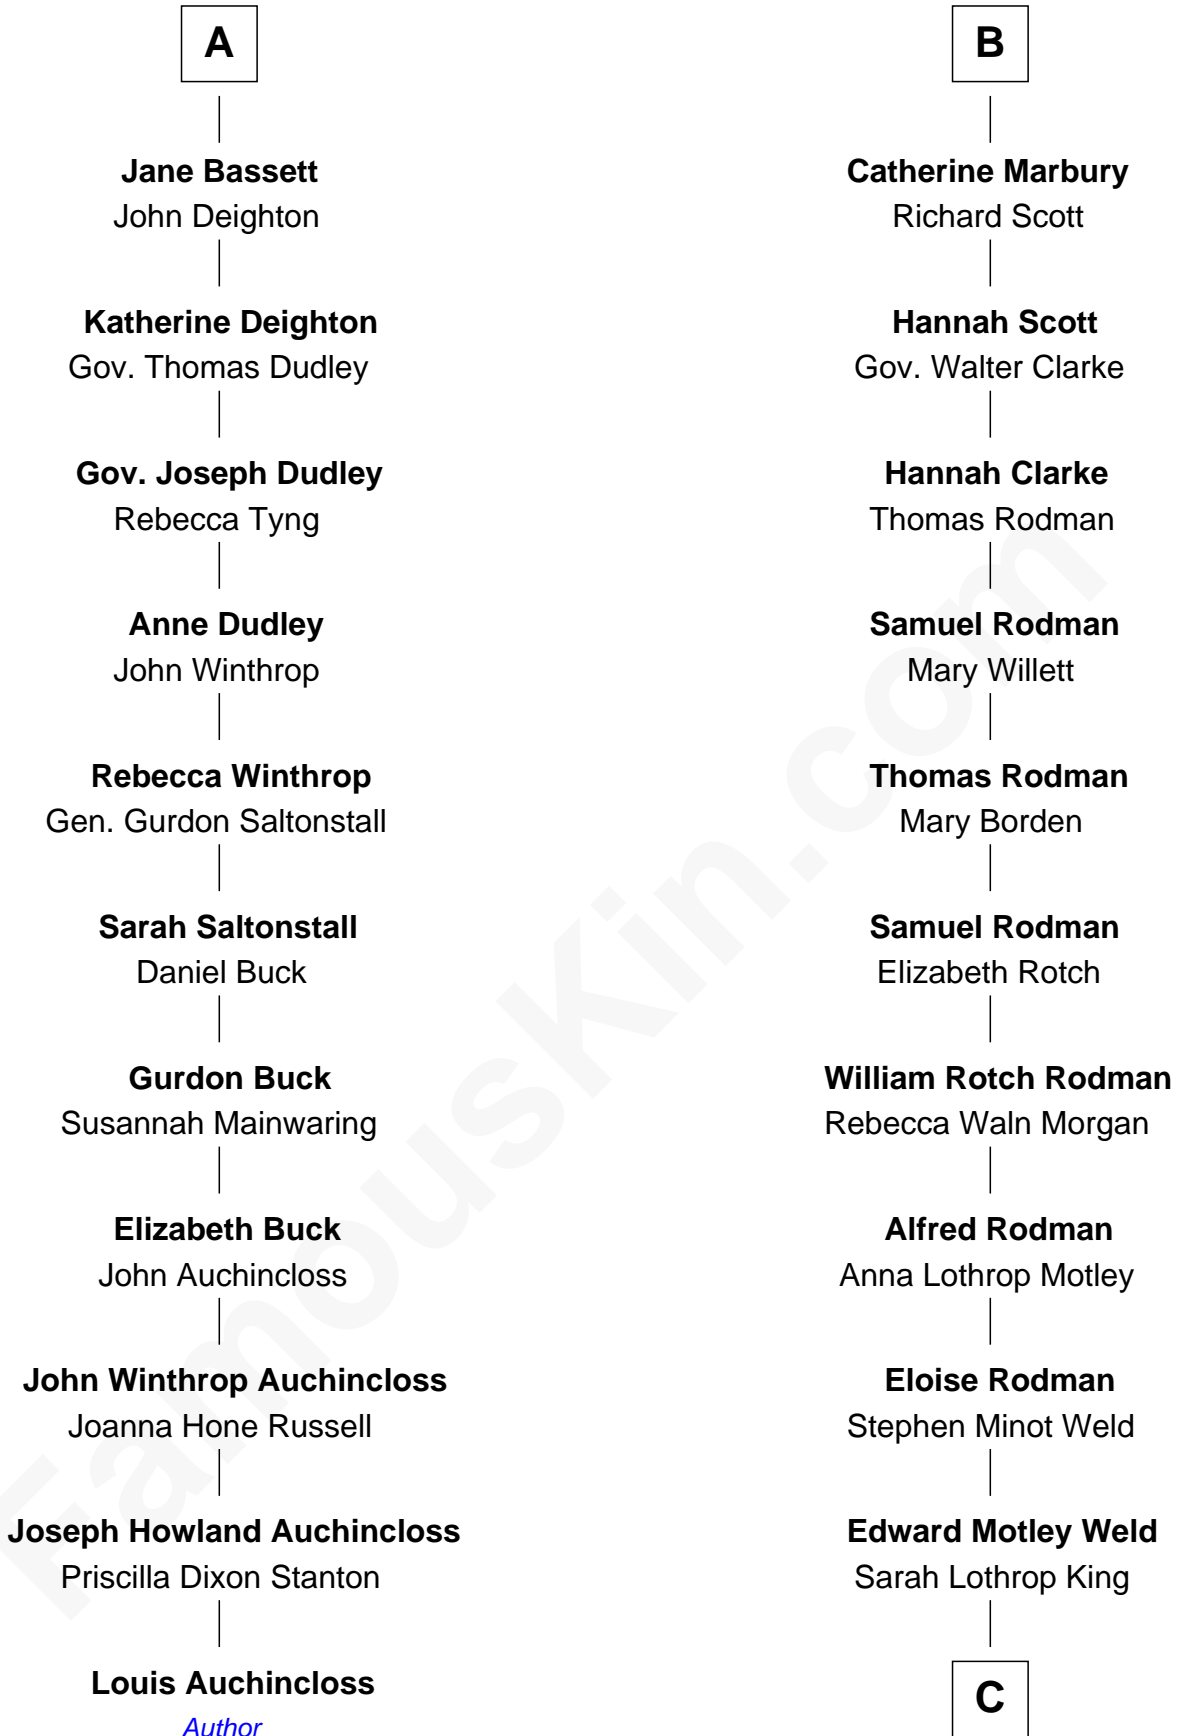 A
Jane Bassett
John Deighton
Katherine Deighton
Gov. Thomas Dudley
Gov. Joseph Dudley
Rebecca Tyng
Anne Dudley
John Winthrop
Rebecca Winthrop
Gen. Gurdon Saltonstall
Sarah Saltonstall
Daniel Buck
Gurdon Buck
Susannah Mainwaring
Elizabeth Buck
John Auchincloss
John Winthrop Auchincloss
Joanna Hone Russell
Joseph Howland Auchincloss
Priscilla Dixon Stanton
Louis Auchincloss
Author
B
Catherine Marbury
Richard Scott
Hannah Scott
Gov. Walter Clarke
Hannah Clarke
Thomas Rodman
Samuel Rodman
Mary Willett
Thomas Rodman
Mary Borden
Samuel Rodman
Elizabeth Rotch
William Rotch Rodman
Rebecca Waln Morgan
Alfred Rodman
Anna Lothrop Motley
Eloise Rodman
Stephen Minot Weld
Edward Motley Weld
Sarah Lothrop King
C
FamousKin.com